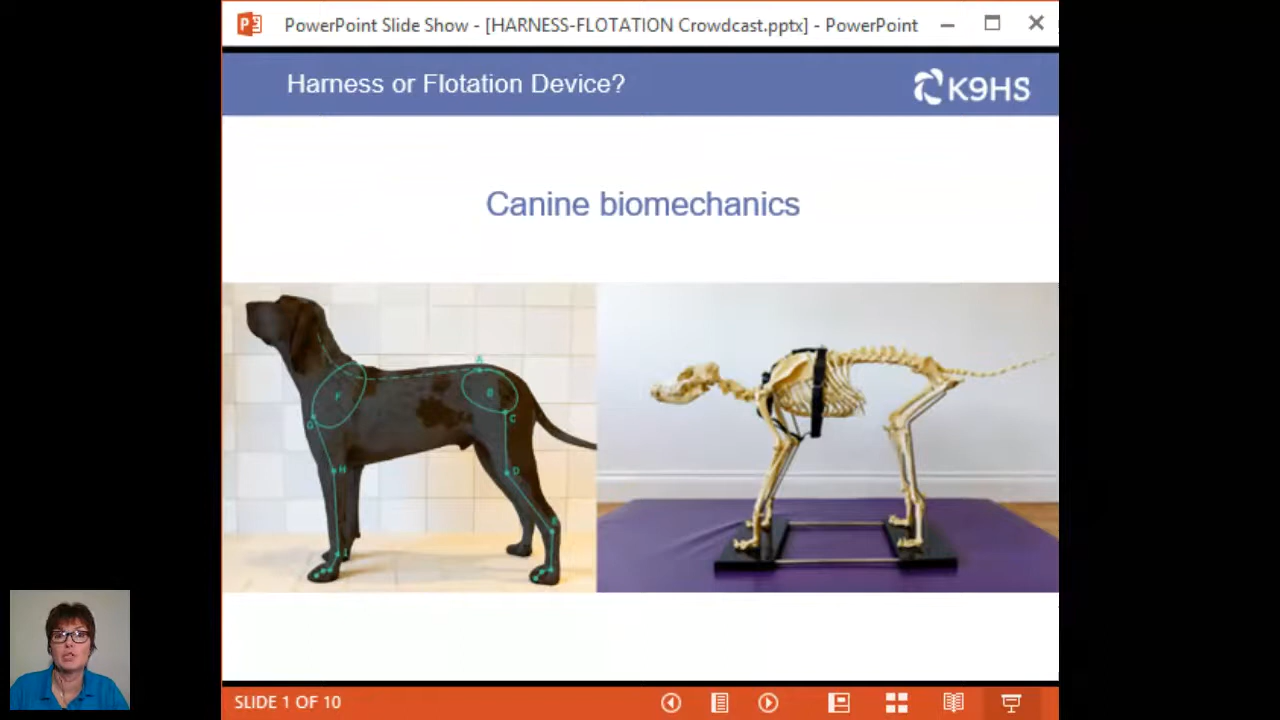 PowerPoint Slide Show - [HARNESS-FLOTATION Crowdcast.pptx] - PowerPoint
Harness or Flotation Device?
K9HS
Canine biomechanics
A
F
B
G
C
H
D
I
SLIDE 1 OF 10